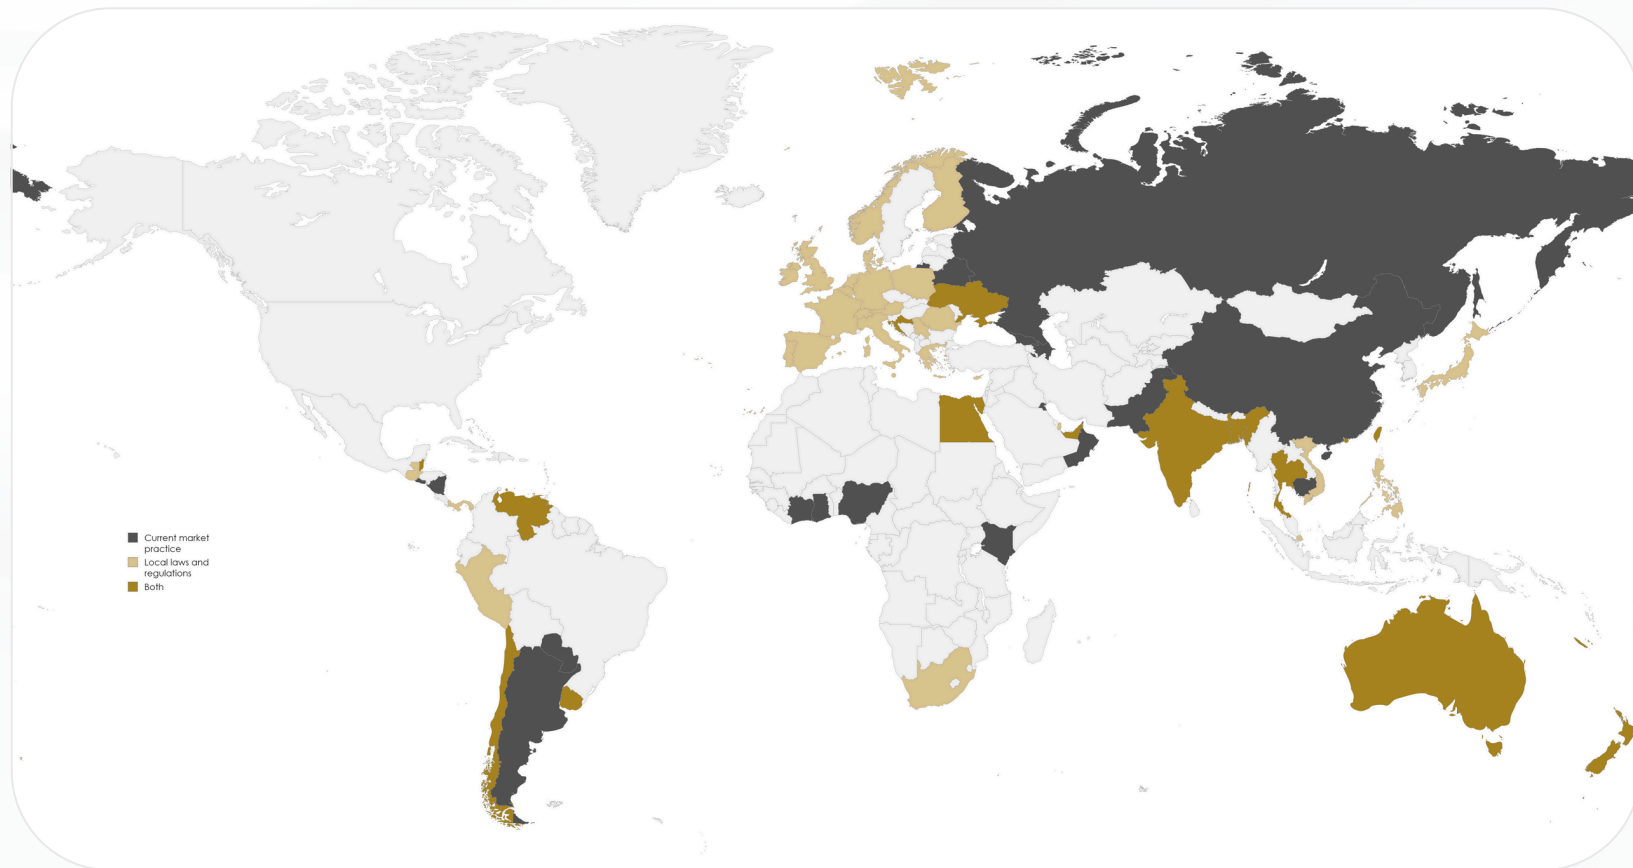 Current market
practice
Local laws and
regulations
Both